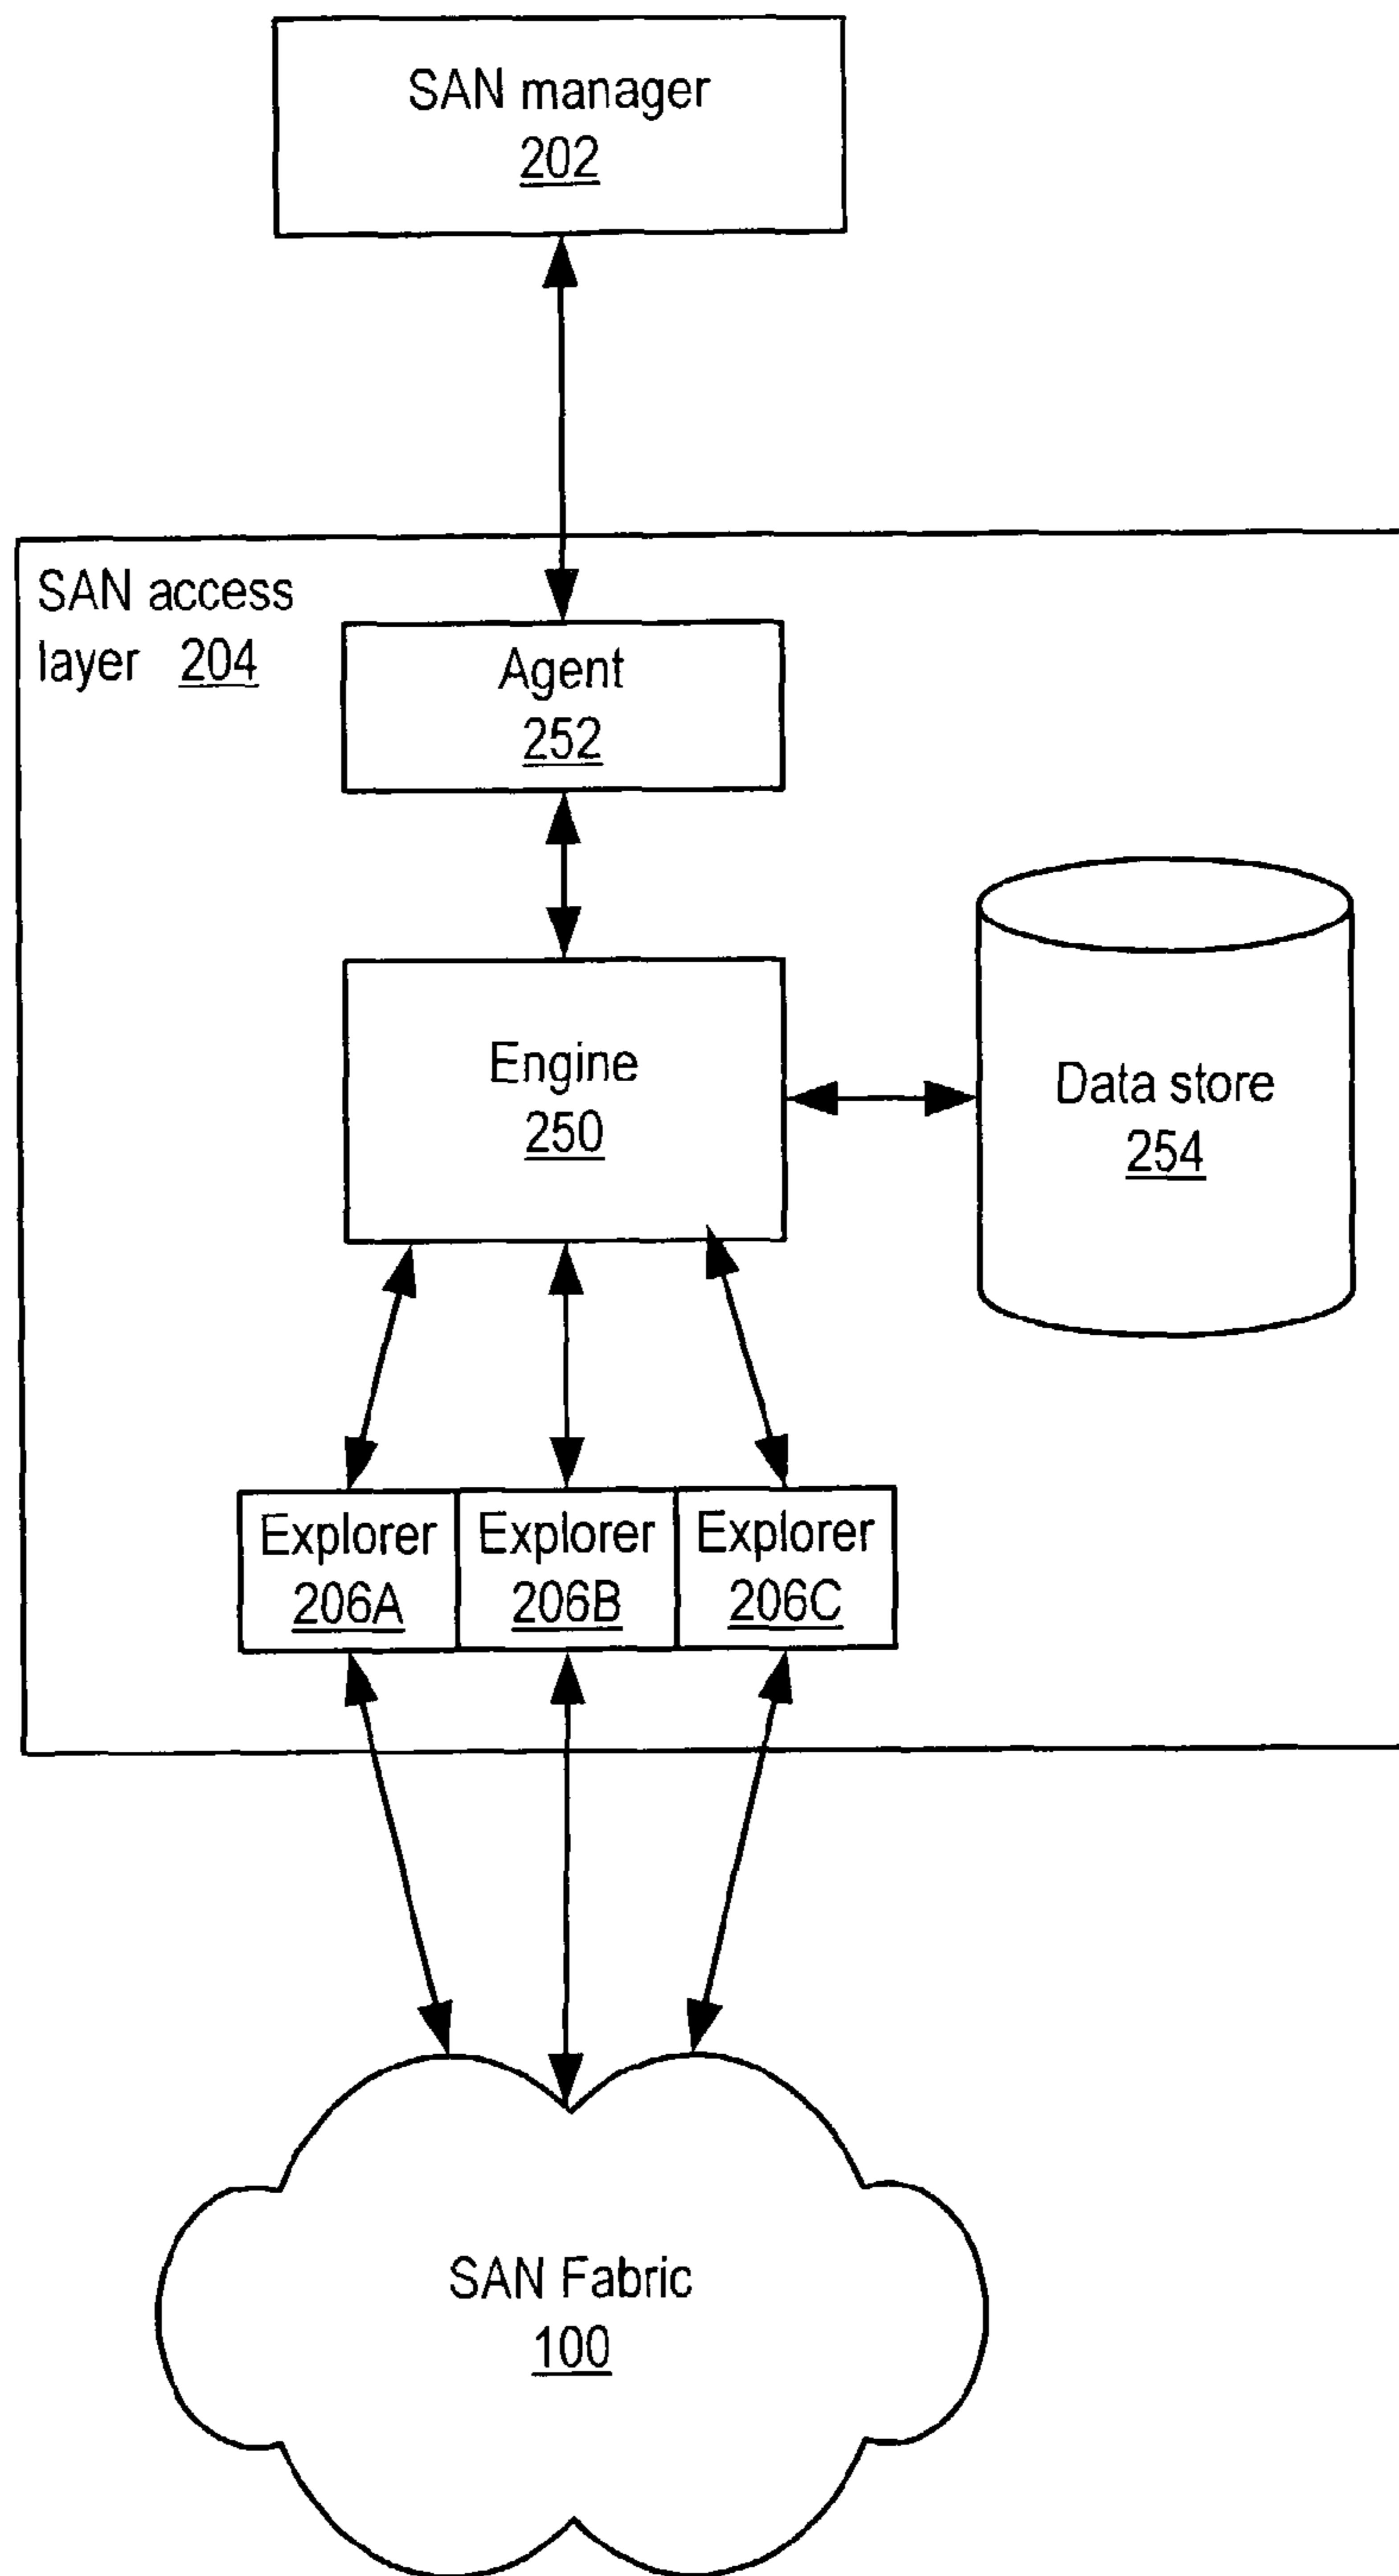 SAN manager
202
SAN access
layer 204
Agent
252
Engine
250
Data store
254
Explorer
206A
Explorer
206B
Explorer
206C
SAN Fabric
100